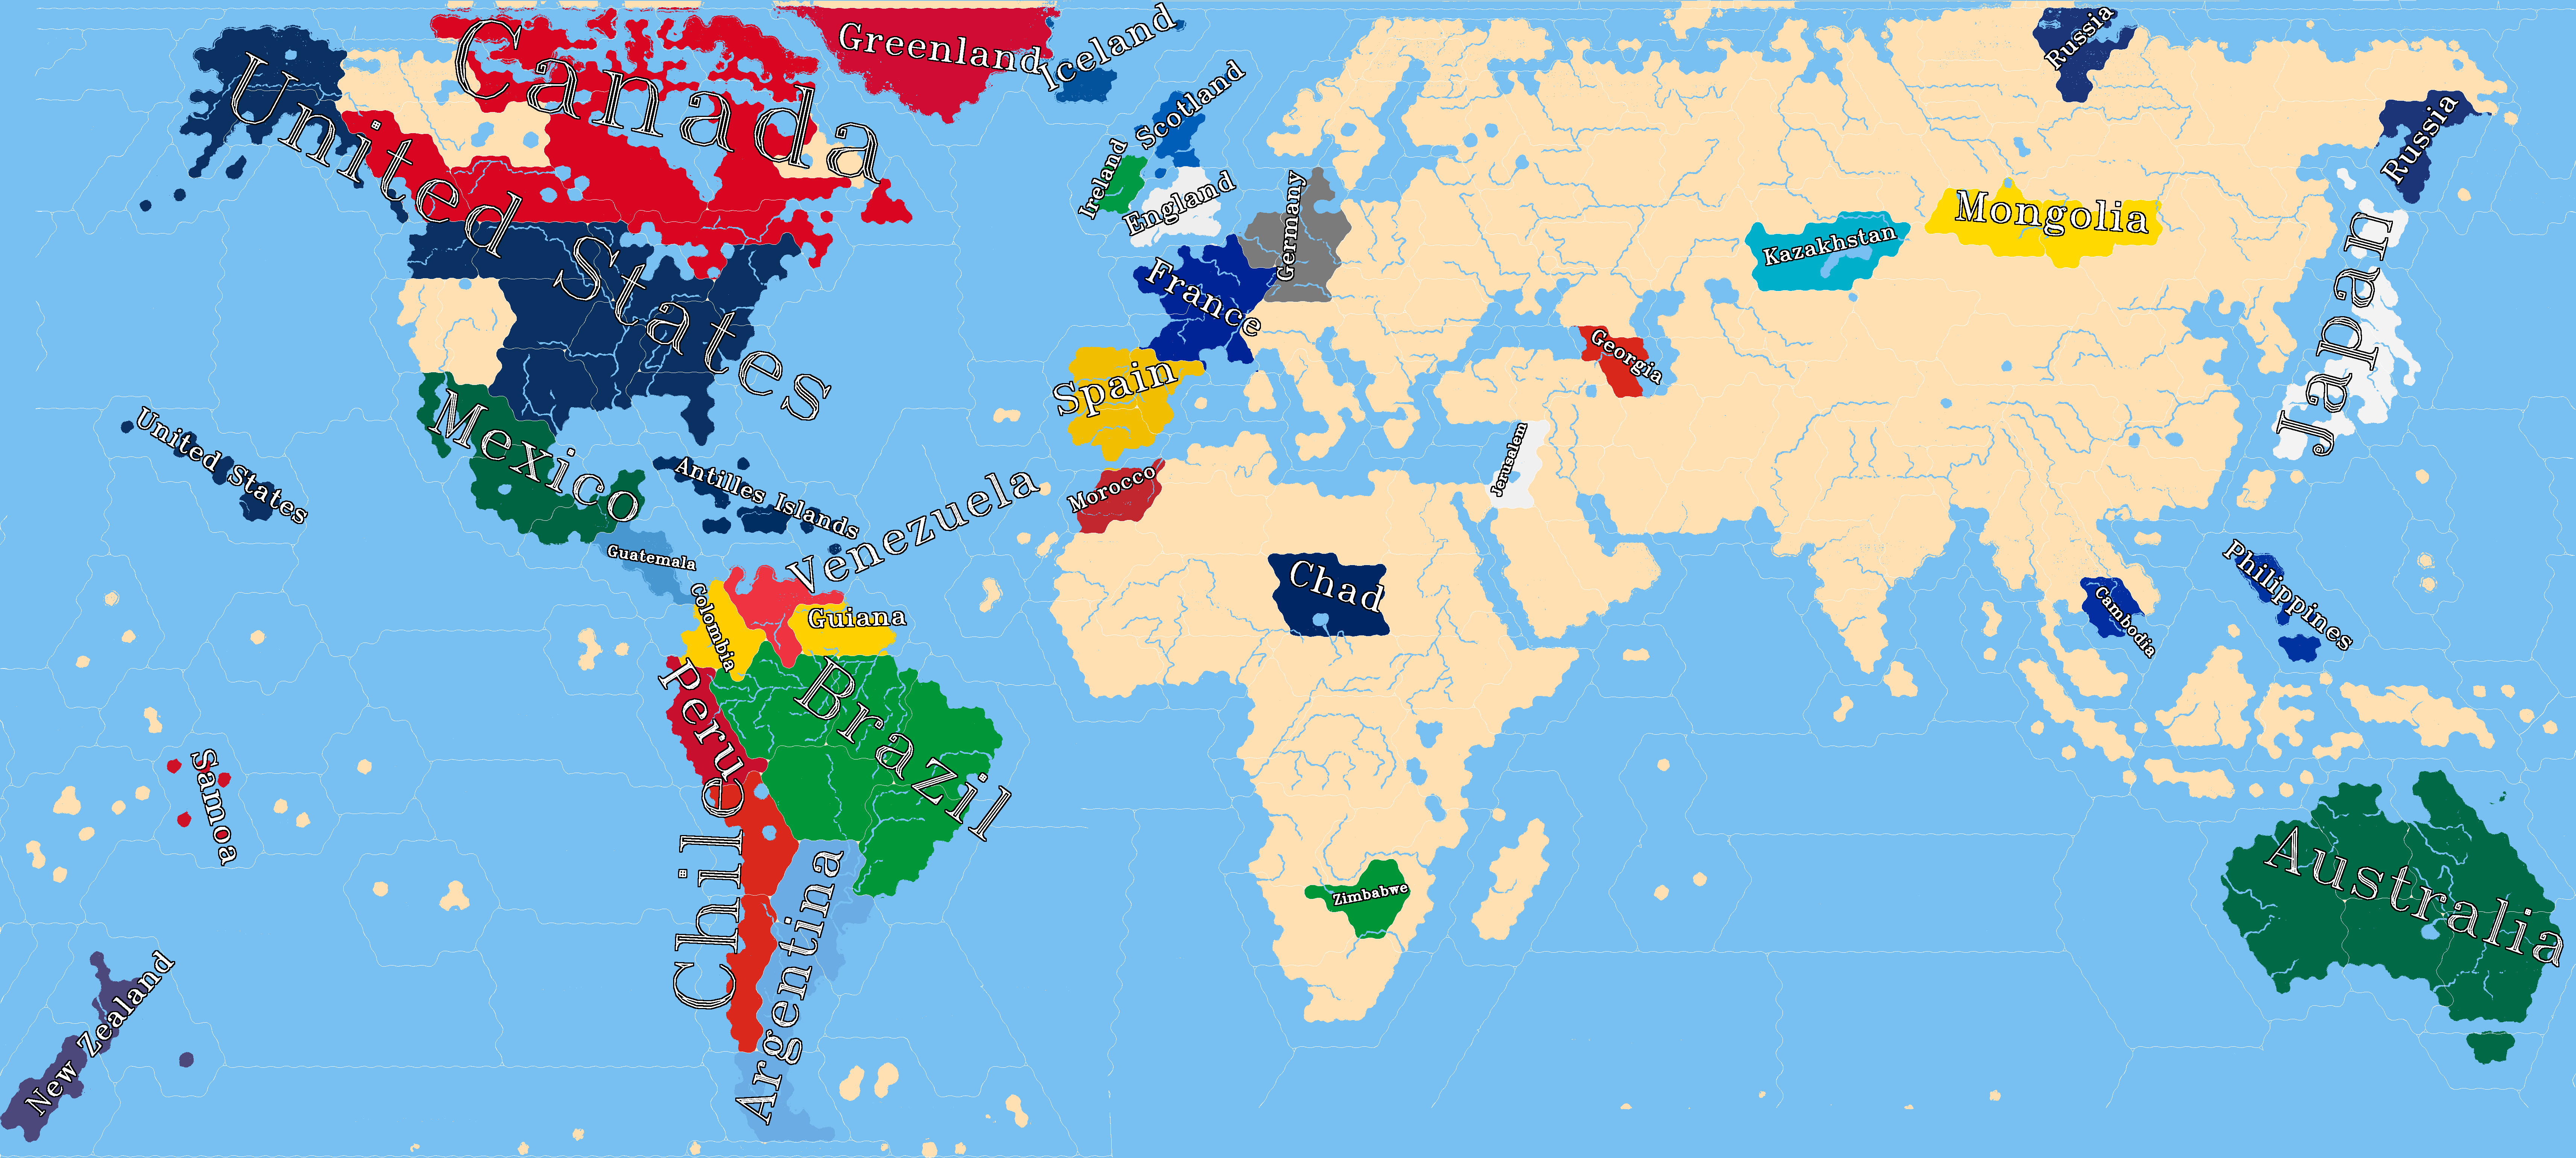 Canada
Greenland
Iceland
Russia
United States
Scotland
Ireland
England
Germany
Russia
Mongolia
Kazakhstan
Japan
France
Georgia
Spain
Mexico
United States
Antilles Islands
Morocco
Jerusalem
Venezuela
Guatemala
Chad
Philippines
Cambodia
Colombia
Guiana
Peru
Brazil
Samoa
Chile
Argentina
Zimbabwe
Australia
New Zealand